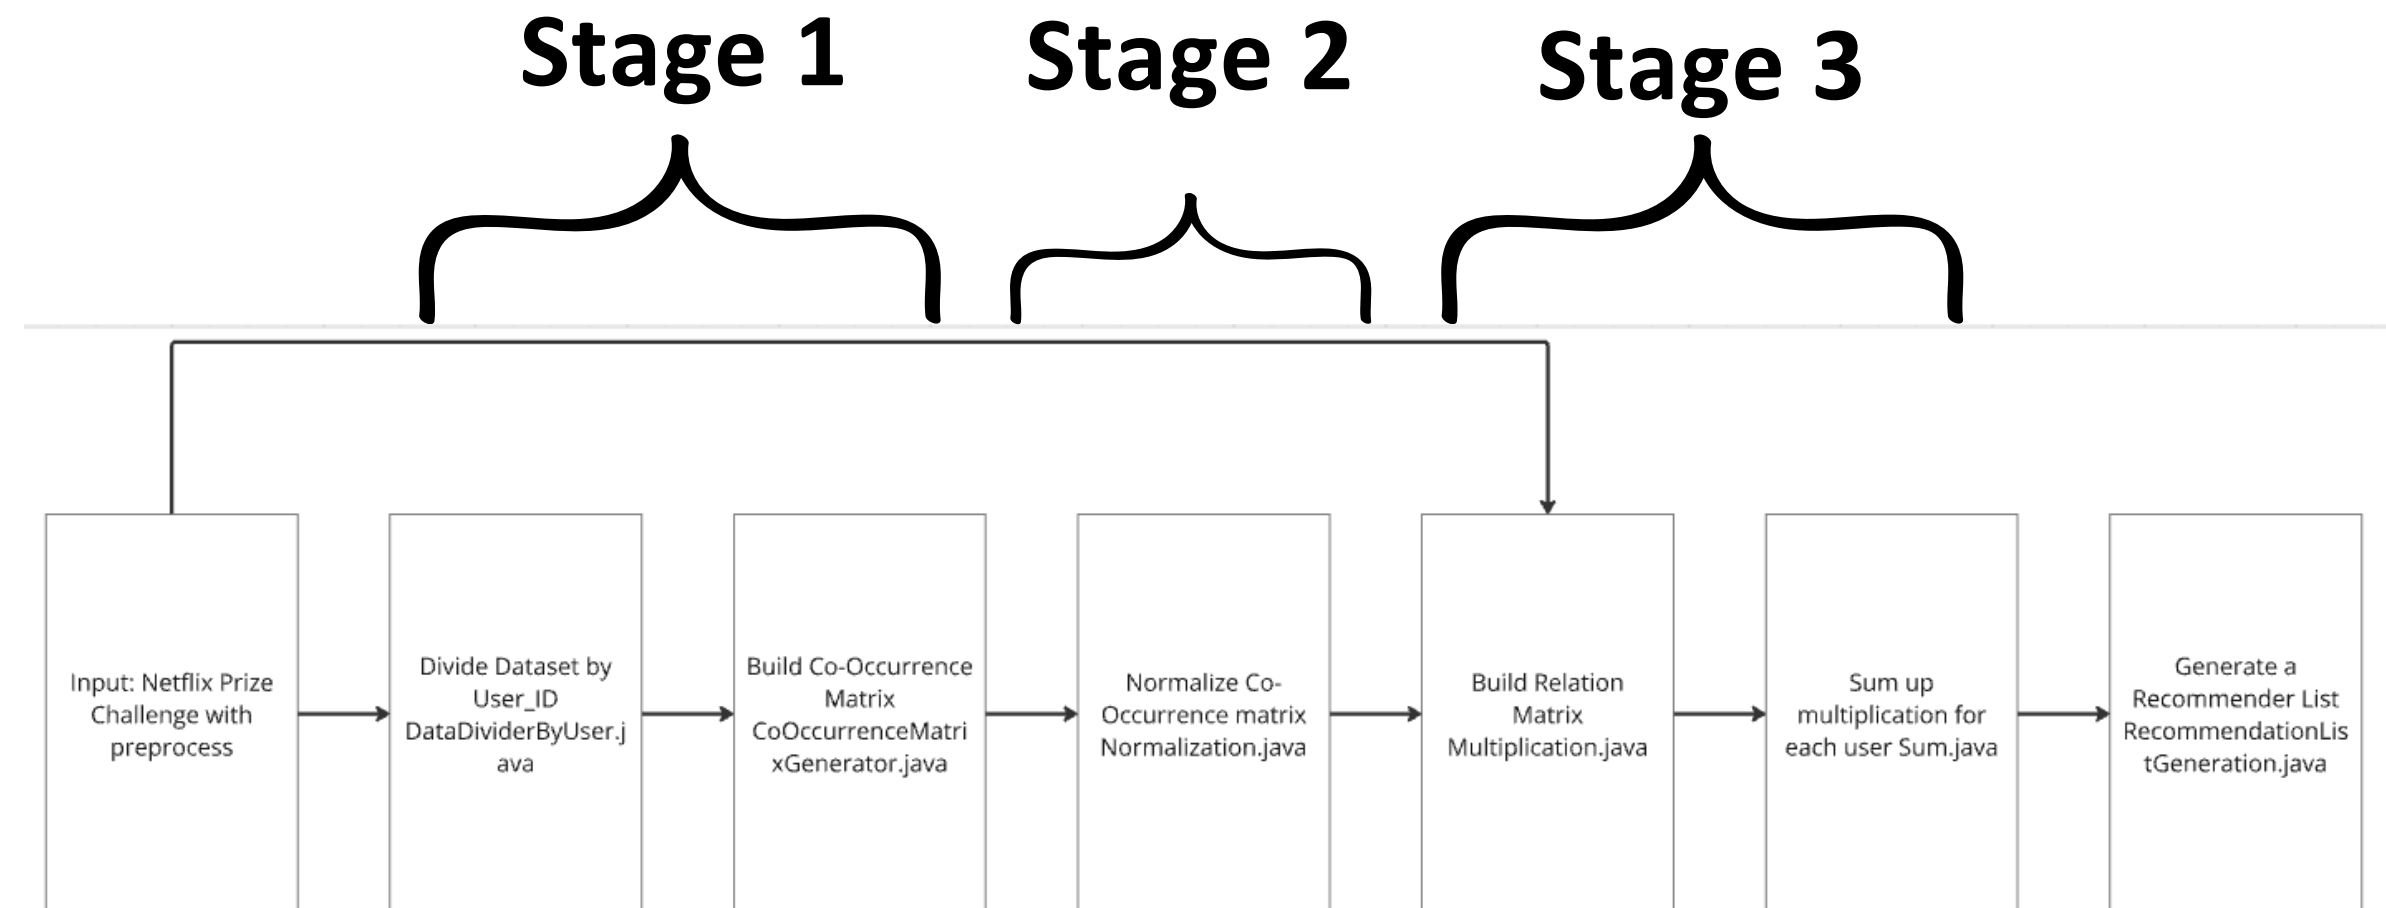 Stage 1
Stage 2
Stage 3
Input: Netflix Prize
Challenge with
preprocess
Divide Dataset by
User_ID
DataDividerByUser.j
ava
Build Co-Occurrence
Matrix
CoOccurrenceMatri
xGenerator.java
Normalize Co-
Occurrence matrix
Normalization.java
Build Relation
Matrix
Multiplication.java
Sum up
multiplication for
each user Sum.java
Generate a
Recommender List
RecommendationLis
tGeneration.java